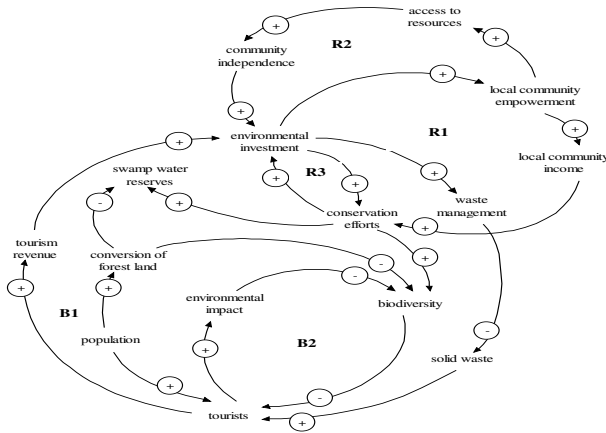 access to
resources
+
R2
community
independence
+
+
local community
empowerment
+
+
environmental
investment
R1
+
+
local community
income
swamp water
reserves
R3
+
+
+
-
+
waste
management
conservation
efforts
+
tourism
revenue
conversion of
forest land
-
+
+
+
environmental
impact
-
biodiversity
B1
population
B2
-
+
solid waste
+
-
tourists
+